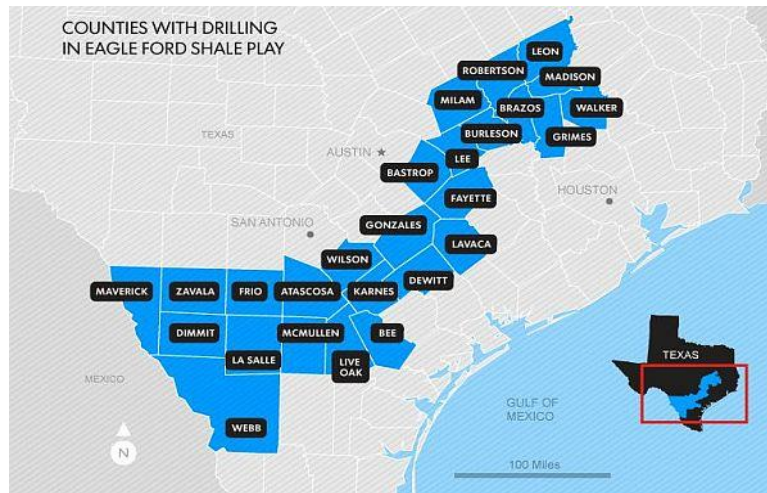 COUNTIES WITH DRILLING
IN EAGLE FORD SHALE PLAY
LEON
ROBERTSON
MADISON
MILAM
BRAZOS
WALKER
TEXAS
BURLESON
GRIMES
AUSTIN
LEE
BASTROP
HOUSTON
FAYETTE
SAN ANTONIO
GONZALES
LAVACA
WILSON
DEWITT
MAVERICK
ZAVALA
FRIO
ATASCOSA
KARNES
DIMMIT
MCMULLEN
BEE
LA SALLE
LIVE
OAK
TEXAS
MEXICO
GULF OF
MEXICO
WEBB
N
100 Miles